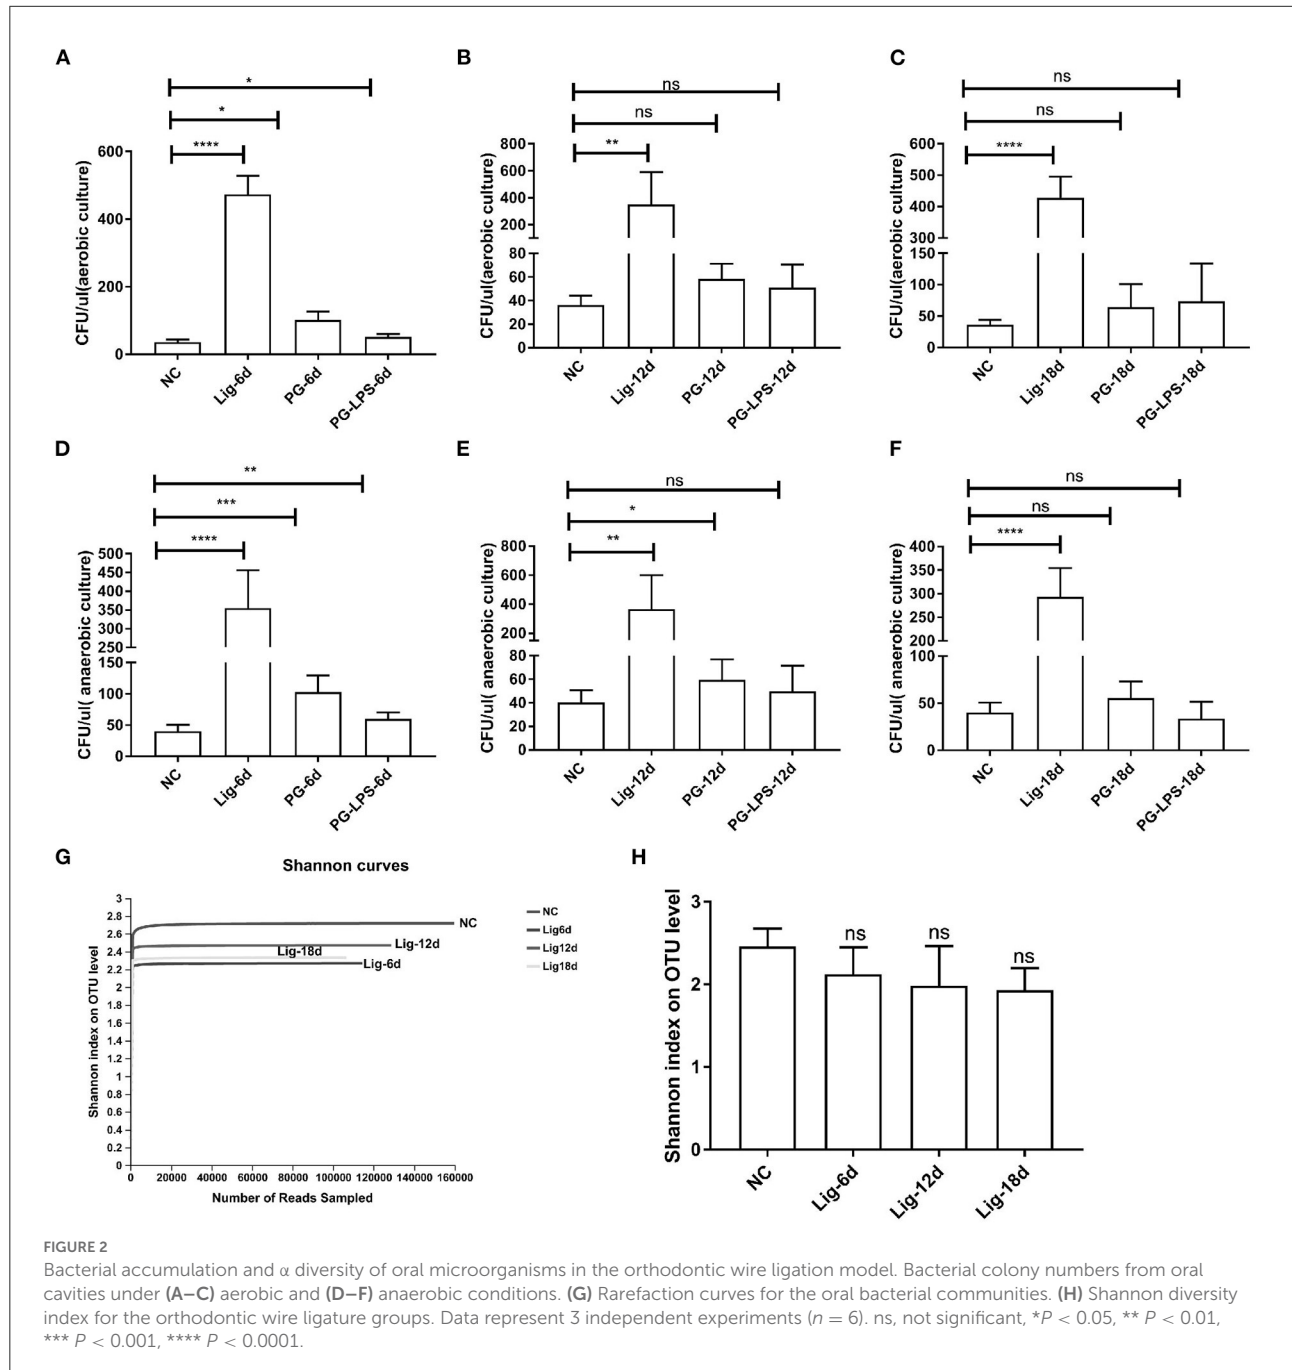 A
*
*
****
CFU/ul(aerobic culture)
600
400
200
0
NC
Lig-6d
PG-6d
PG-LPS-6d
B
ns
ns
**
CFU/ul(aerobic culture)
800
600
400
200
80
60
40
20
0
NC
Lig-12d
PG-12d
PG-LPS-12d
C
ns
ns
****
CFU/ul(aerobic culture)
600
500
400
300
150
100
50
0
NC
Lig-18d
PG-18d
PG-LPS-18d
D
**
***
****
CFU/ul( anaerobic culture)
500
450
400
350
300
250
150
100
50
0
NC
Lig-6d
PG-6d
PG-LPS-6d
E
ns
*
**
CFU/ul( anaerobic culture)
800
600
400
200
80
60
40
20
0
NC
Lig-12d
PG-12d
PG-LPS-12d
F
ns
ns
****
CFU/ul( anaerobic culture)
400
350
300
250
200
100
50
0
NC
Lig-18d
PG-18d
PG-LPS-18d
G
Shannon curves
Shannon index on OTU level
3
2.8
2.6
2.4
2.2
2
1.8
1.6
1.4
1.2
1
0.8
0.6
0.4
0.2
0
NC
Lig-12d
Lig-18d
Lig-6d
0 20000 40000 60000 80000 100000 120000 140000 160000
Number of Reads Sampled
NC
Lig6d
Lig12d
Lig18d
H
Shannon index on OTU level
3
2
1
0
ns
ns
ns
NC
Lig-6d
Lig-12d
Lig-18d
FIGURE 2
Bacterial accumulation and α diversity of oral microorganisms in the orthodontic wire ligation model. Bacterial colony numbers from oral
cavities under (A–C) aerobic and (D–F) anaerobic conditions. (G) Rarefaction curves for the oral bacterial communities. (H) Shannon diversity
index for the orthodontic wire ligature groups. Data represent 3 independent experiments (n = 6). ns, not significant, *P < 0.05, ** P < 0.01,
*** P < 0.001, **** P < 0.0001.